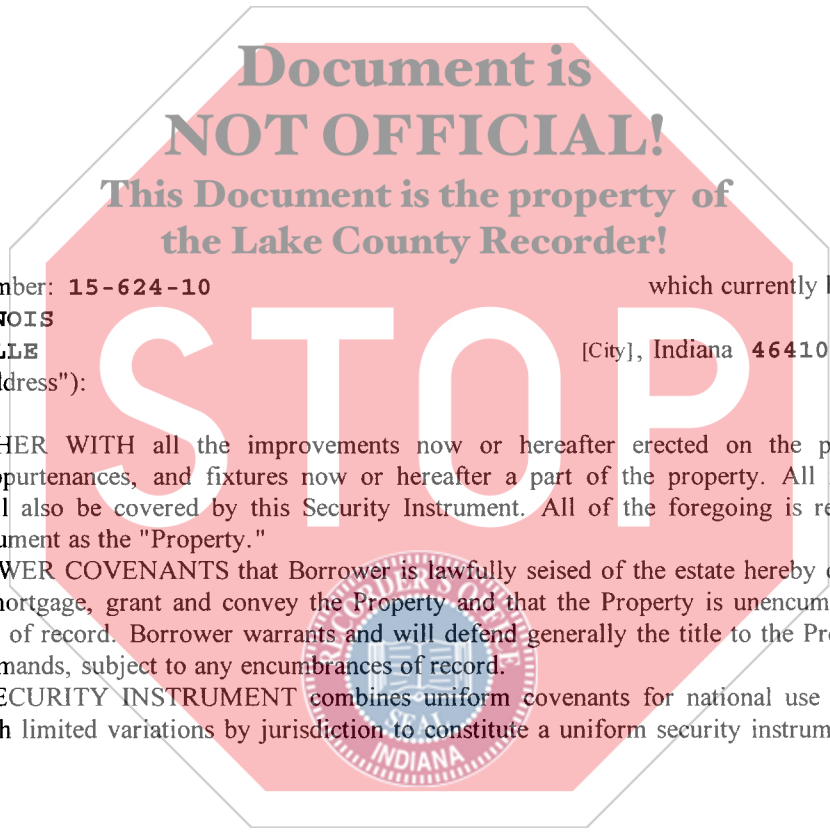 Document is
NOT OFFICIAL!
This Document is the property of
the Lake County Recorder!
mber: 15-624-10 which currently
NOIS
LLE [City], Indiana 46410
ddress"):
STOP
HER WITH all the improvements now or hereafter erected on the p
ppurtenances, and fixtures now or hereafter a part of the property. All
l also be covered by this Security Instrument. All of the foregoing is re
ument as the "Property."
WER COVENANTS that Borrower is lawfully seised of the estate hereby
mortgage, grant and convey the Property and that the Property is unencum
of record. Borrower warrants and will defend generally the title to the Pro
mands, subject to any encumbrances of record.
ECURITY INSTRUMENT combines uniform covenants for national use
h limited variations by jurisdiction to constitute a uniform security instrum
RECORDER'S OFFICE
SEAL
INDIANA